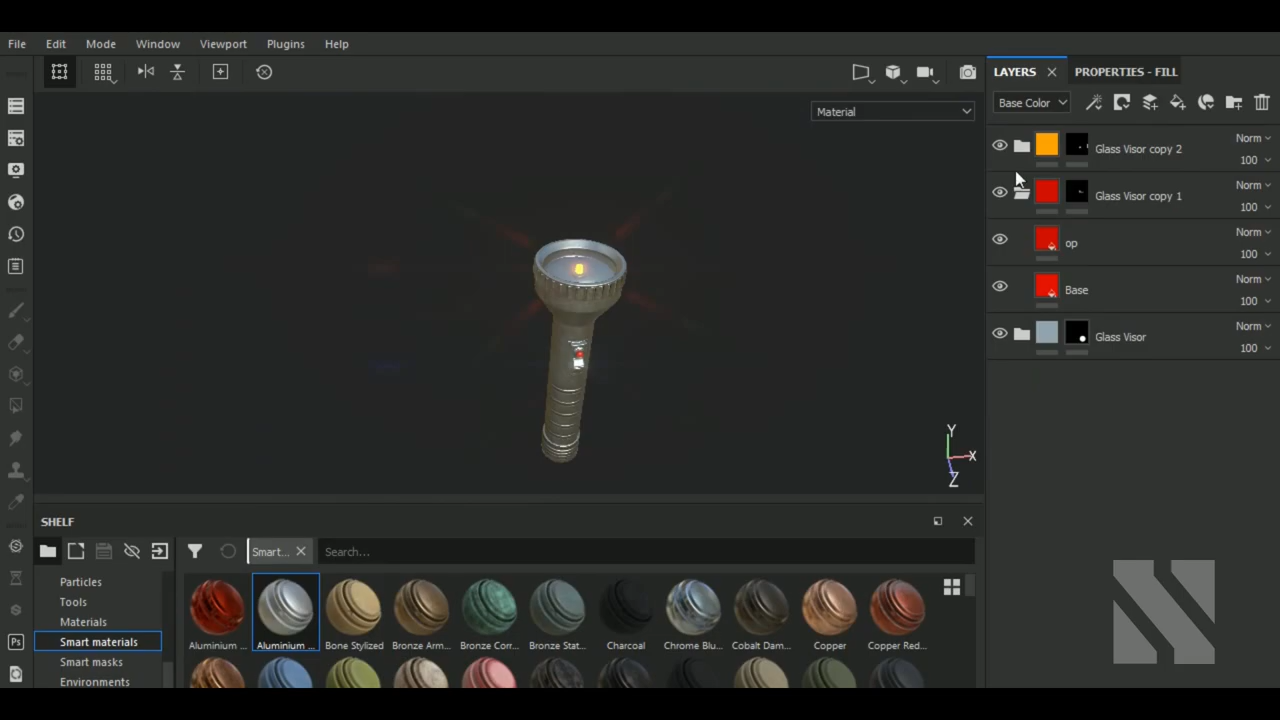 File Edit Mode Window Viewport Plugins Help
LAYERS PROPERTIES - FILL
Base Color
Material
Glass Visor copy 2 Norm 100
Glass Visor copy 1 Norm 100
op Norm 100
Base Norm 100
Glass Visor Norm 100
Y
X
Z
SHELF
Smart... Search...
Particles
Tools
Materials
Smart materials
Smart masks
Environments
Aluminium ... Aluminium ... Bone Stylized Bronze Arm... Bronze Corr... Bronze Stat... Charcoal Chrome Blu... Cobalt Dam... Copper Copper Red...
Ps